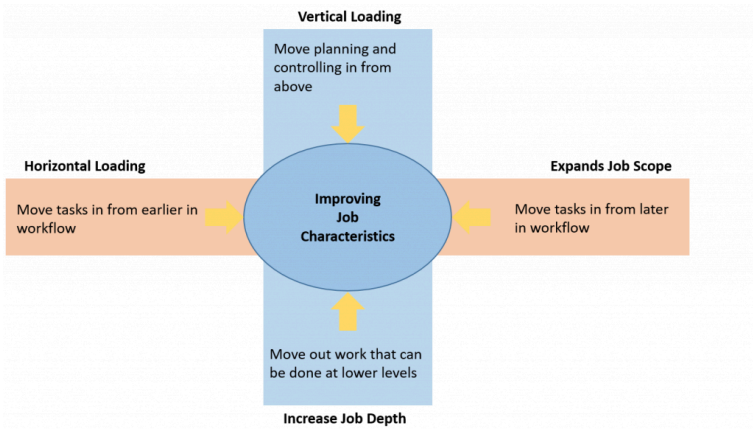 Vertical Loading
Move planning and
controlling in from
above
Horizontal Loading
Move tasks in from earlier in
workflow
Improving
Job
Characteristics
Expands Job Scope
Move tasks in from later
in workflow
Move out work that can
be done at lower levels
Increase Job Depth